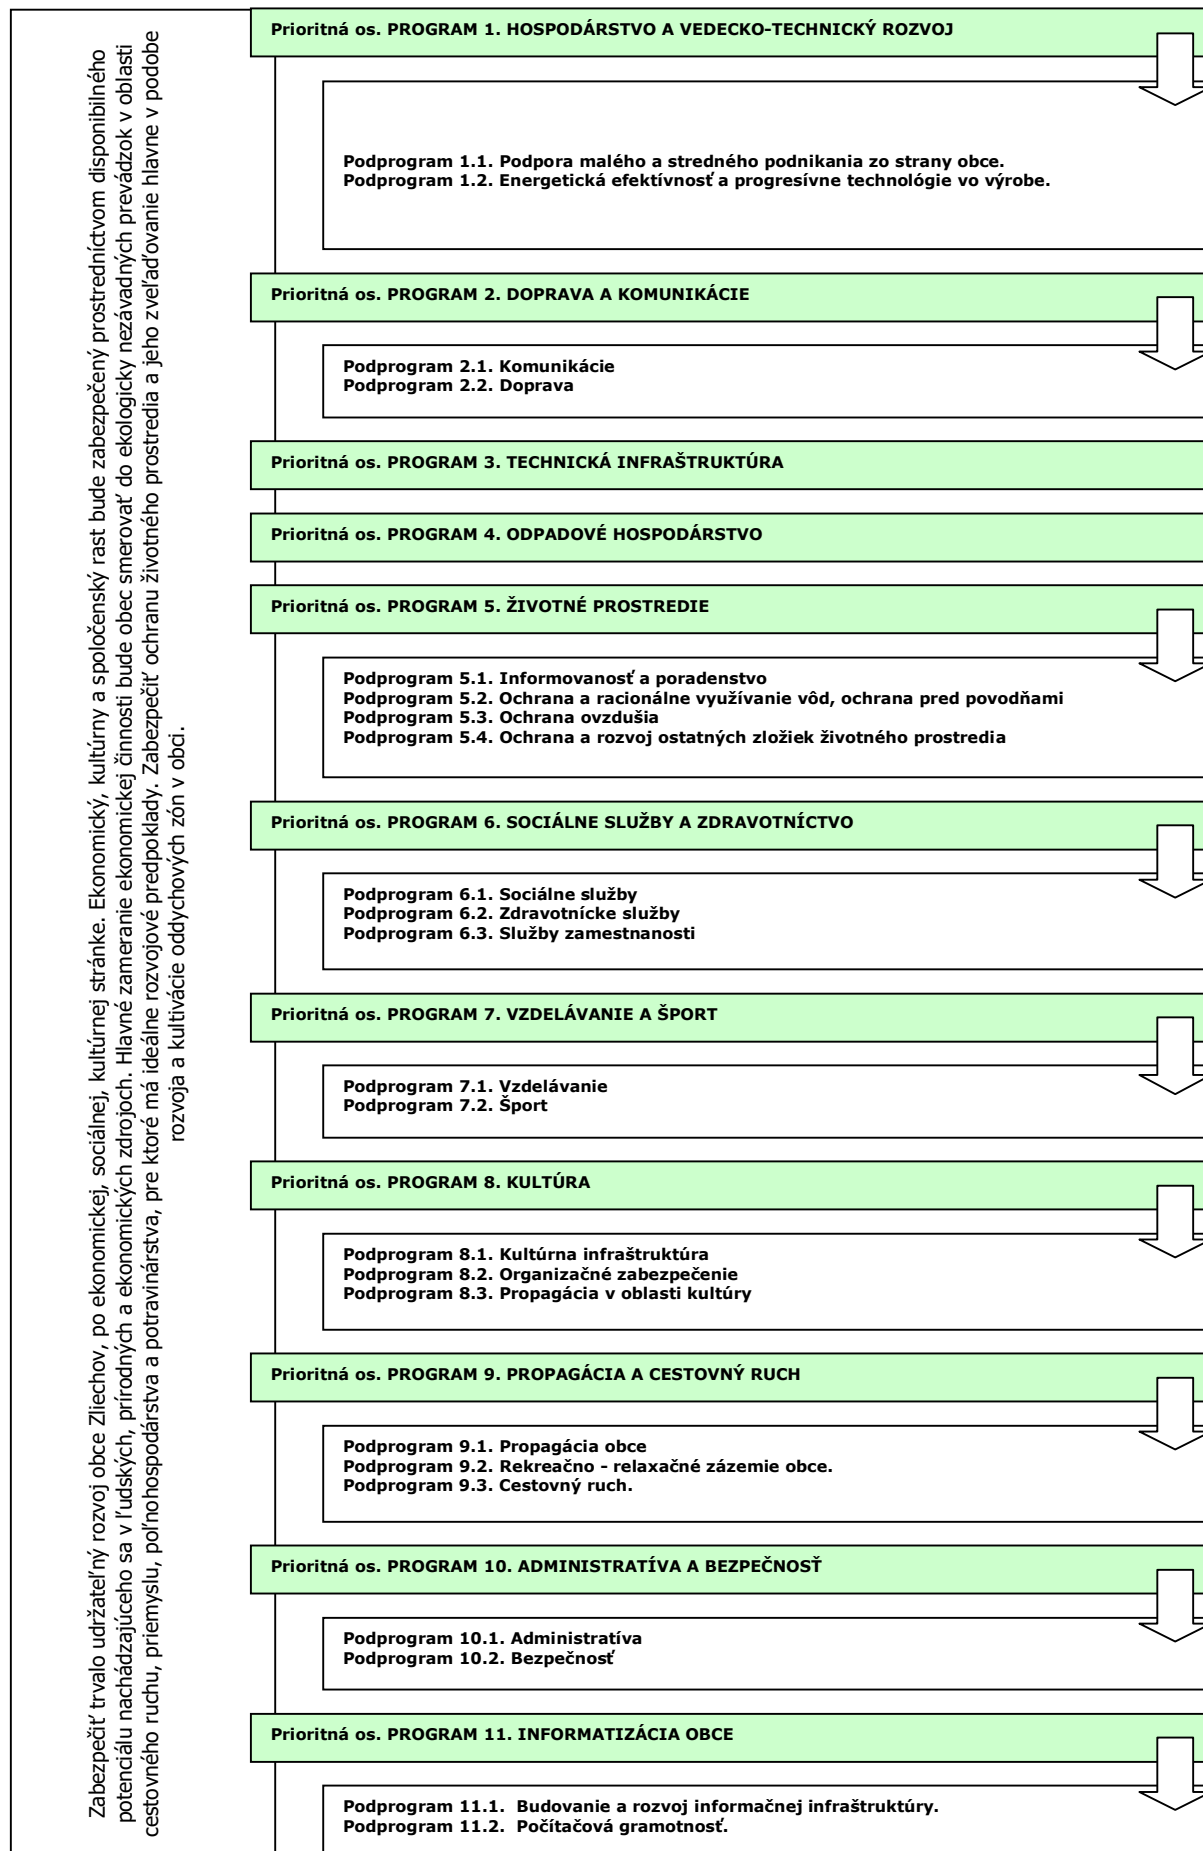 Zabezpečiť trvalo udržateľný rozvoj obce Zliechov, po ekonomickej, sociálnej, kultúrnej stránke. Ekonomický, kultúrny a spoločenský rast bude zabezpečený prostredníctvom disponibilného
potenciálu nachádzajúceho sa v ľudských, prírodných a ekonomických zdrojoch. Hlavné zameranie ekonomickej činnosti bude obec smerovať do ekologicky nezávadných prevádzok v oblasti
cestovného ruchu, priemyslu, poľnohospodárstva a potravinárstva, pre ktoré má ideálne rozvojové predpoklady. Zabezpečiť ochranu životného prostredia a jeho zveľaďovanie hlavne v podobe
rozvoja a kultivácie oddychových zón v obci.
Prioritná os. PROGRAM 1. HOSPODÁRSTVO A VEDECKO-TECHNICKÝ ROZVOJ
Podprogram 1.1. Podpora malého a stredného podnikania zo strany obce.
Podprogram 1.2. Energetická efektívnosť a progresívne technológie vo výrobe.
Prioritná os. PROGRAM 2. DOPRAVA A KOMUNIKÁCIE
Podprogram 2.1. Komunikácie
Podprogram 2.2. Doprava
Prioritná os. PROGRAM 3. TECHNICKÁ INFRAŠTRUKTÚRA
Prioritná os. PROGRAM 4. ODPADOVÉ HOSPODÁRSTVO
Prioritná os. PROGRAM 5. ŽIVOTNÉ PROSTREDIE
Podprogram 5.1. Informovanosť a poradenstvo
Podprogram 5.2. Ochrana a racionálne využívanie vôd, ochrana pred povodňami
Podprogram 5.3. Ochrana ovzdušia
Podprogram 5.4. Ochrana a rozvoj ostatných zložiek životného prostredia
Prioritná os. PROGRAM 6. SOCIÁLNE SLUŽBY A ZDRAVOTNÍCTVO
Podprogram 6.1. Sociálne služby
Podprogram 6.2. Zdravotnícke služby
Podprogram 6.3. Služby zamestnanosti
Prioritná os. PROGRAM 7. VZDELÁVANIE A ŠPORT
Podprogram 7.1. Vzdelávanie
Podprogram 7.2. Šport
Prioritná os. PROGRAM 8. KULTÚRA
Podprogram 8.1. Kultúrna infraštruktúra
Podprogram 8.2. Organizačné zabezpečenie
Podprogram 8.3. Propagácia v oblasti kultúry
Prioritná os. PROGRAM 9. PROPAGÁCIA A CESTOVNÝ RUCH
Podprogram 9.1. Propagácia obce
Podprogram 9.2. Rekreačno - relaxačné zázemie obce.
Podprogram 9.3. Cestovný ruch.
Prioritná os. PROGRAM 10. ADMINISTRATÍVA A BEZPEČNOSŤ
Podprogram 10.1. Administratíva
Podprogram 10.2. Bezpečnosť
Prioritná os. PROGRAM 11. INFORMATIZÁCIA OBCE
Podprogram 11.1. Budovanie a rozvoj informačnej infraštruktúry.
Podprogram 11.2. Počítačová gramotnosť.